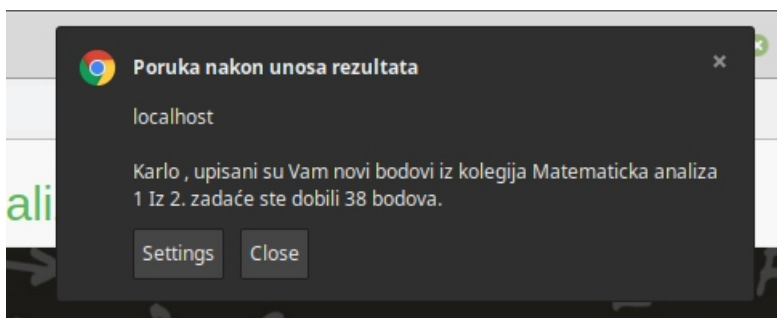 Poruka nakon unosa rezultata
localhost
Karlo , upisani su Vam novi bodovi iz kolegija Matematicka analiza
1 Iz 2. zadaće ste dobili 38 bodova.
ali
Settings
Close